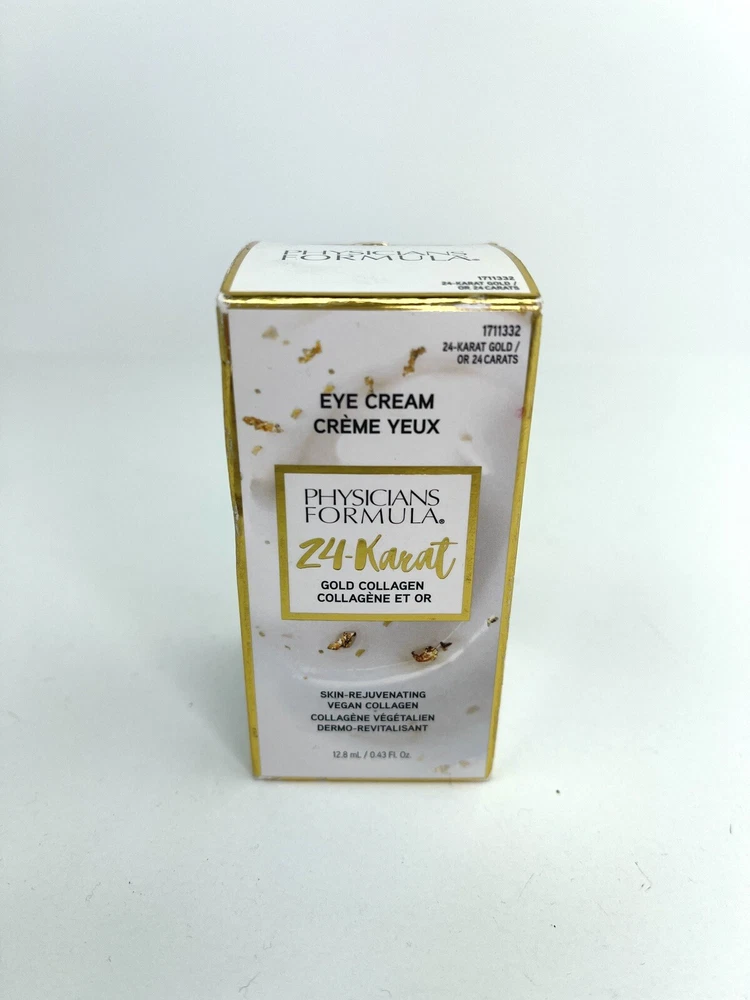 PHYSICIANS
FORMULA®
1711332
24-KARAT GOLD /
OR 24 CARATS
1711332
24-KARAT GOLD /
OR 24 CARATS
EYE CREAM
CRÈME YEUX
PHYSICIANS
FORMULA®
24-Karat
GOLD COLLAGEN
COLLAGÈNE ET OR
SKIN-REJUVENATING
VEGAN COLLAGEN
COLLAGÈNE VÉGÉTALIEN
DERMO-REVITALISANT
12.8 mL / 0.43 Fl. Oz.